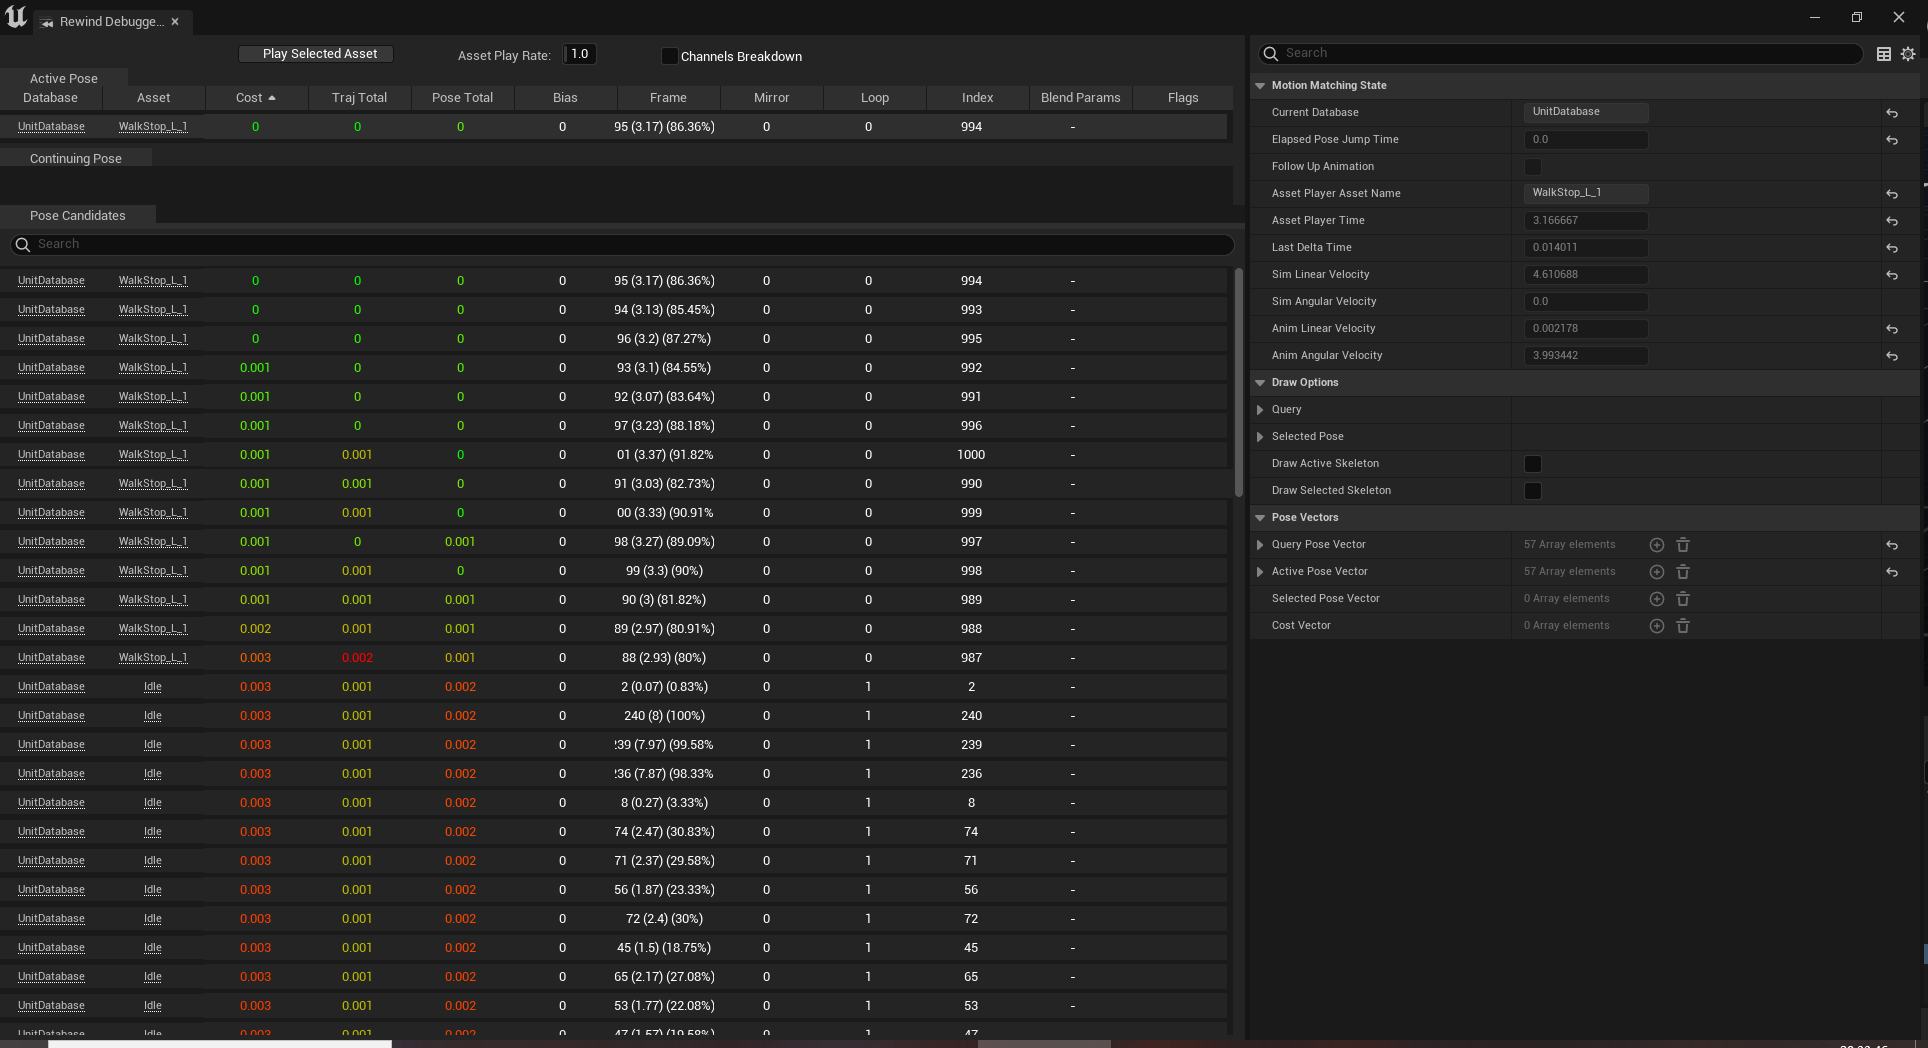 Rewind Debugge...
Play Selected Asset Asset Play Rate: 1.0 Channels Breakdown
Active Pose
Database Asset Cost Traj Total Pose Total Bias Frame Mirror Loop Index Blend Params Flags
UnitDatabase WalkStop_L_1 0 0 0 0 95 (3.17) (86.36%) 0 0 994 -
Continuing Pose
Pose Candidates
Search
UnitDatabase WalkStop_L_1 0 0 0 0 95 (3.17) (86.36%) 0 0 994 -
UnitDatabase WalkStop_L_1 0 0 0 0 94 (3.13) (85.45%) 0 0 993 -
UnitDatabase WalkStop_L_1 0 0 0 0 96 (3.2) (87.27%) 0 0 995 -
UnitDatabase WalkStop_L_1 0.001 0 0 0 93 (3.1) (84.55%) 0 0 992 -
UnitDatabase WalkStop_L_1 0.001 0 0 0 92 (3.07) (83.64%) 0 0 991 -
UnitDatabase WalkStop_L_1 0.001 0 0 0 97 (3.23) (88.18%) 0 0 996 -
UnitDatabase WalkStop_L_1 0.001 0.001 0 0 01 (3.37) (91.82% 0 0 1000 -
UnitDatabase WalkStop_L_1 0.001 0.001 0 0 91 (3.03) (82.73%) 0 0 990 -
UnitDatabase WalkStop_L_1 0.001 0.001 0 0 00 (3.33) (90.91% 0 0 999 -
UnitDatabase WalkStop_L_1 0.001 0 0.001 0 98 (3.27) (89.09%) 0 0 997 -
UnitDatabase WalkStop_L_1 0.001 0.001 0 0 99 (3.3) (90%) 0 0 998 -
UnitDatabase WalkStop_L_1 0.001 0.001 0.001 0 90 (3) (81.82%) 0 0 989 -
UnitDatabase WalkStop_L_1 0.002 0.001 0.001 0 89 (2.97) (80.91%) 0 0 988 -
UnitDatabase WalkStop_L_1 0.003 0.002 0.001 0 88 (2.93) (80%) 0 0 987 -
UnitDatabase Idle 0.003 0.001 0.002 0 2 (0.07) (0.83%) 0 1 2 -
UnitDatabase Idle 0.003 0.001 0.002 0 240 (8) (100%) 0 1 240 -
UnitDatabase Idle 0.003 0.001 0.002 0 239 (7.97) (99.58% 0 1 239 -
UnitDatabase Idle 0.003 0.001 0.002 0 236 (7.87) (98.33% 0 1 236 -
UnitDatabase Idle 0.003 0.001 0.002 0 8 (0.27) (3.33%) 0 1 8 -
UnitDatabase Idle 0.003 0.001 0.002 0 74 (2.47) (30.83%) 0 1 74 -
UnitDatabase Idle 0.003 0.001 0.002 0 71 (2.37) (29.58%) 0 1 71 -
UnitDatabase Idle 0.003 0.001 0.002 0 56 (1.87) (23.33%) 0 1 56 -
UnitDatabase Idle 0.003 0.001 0.002 0 72 (2.4) (30%) 0 1 72 -
UnitDatabase Idle 0.003 0.001 0.002 0 45 (1.5) (18.75%) 0 1 45 -
UnitDatabase Idle 0.003 0.001 0.002 0 65 (2.17) (27.08%) 0 1 65 -
UnitDatabase Idle 0.003 0.001 0.002 0 53 (1.77) (22.08%) 0 1 53 -
UnitDatabase Idle 0.003 0.001 0.002 0 47 (1.57) (19.58%) 0 1 47 -
Search
Motion Matching State
Current Database UnitDatabase
Elapsed Pose Jump Time 0.0
Follow Up Animation
Asset Player Asset Name WalkStop_L_1
Asset Player Time 3.166667
Last Delta Time 0.014011
Sim Linear Velocity 4.610688
Sim Angular Velocity 0.0
Anim Linear Velocity 0.002178
Anim Angular Velocity 3.993442
Draw Options
Query
Selected Pose
Draw Active Skeleton
Draw Selected Skeleton
Pose Vectors
Query Pose Vector 57 Array elements
Active Pose Vector 57 Array elements
Selected Pose Vector 0 Array elements
Cost Vector 0 Array elements